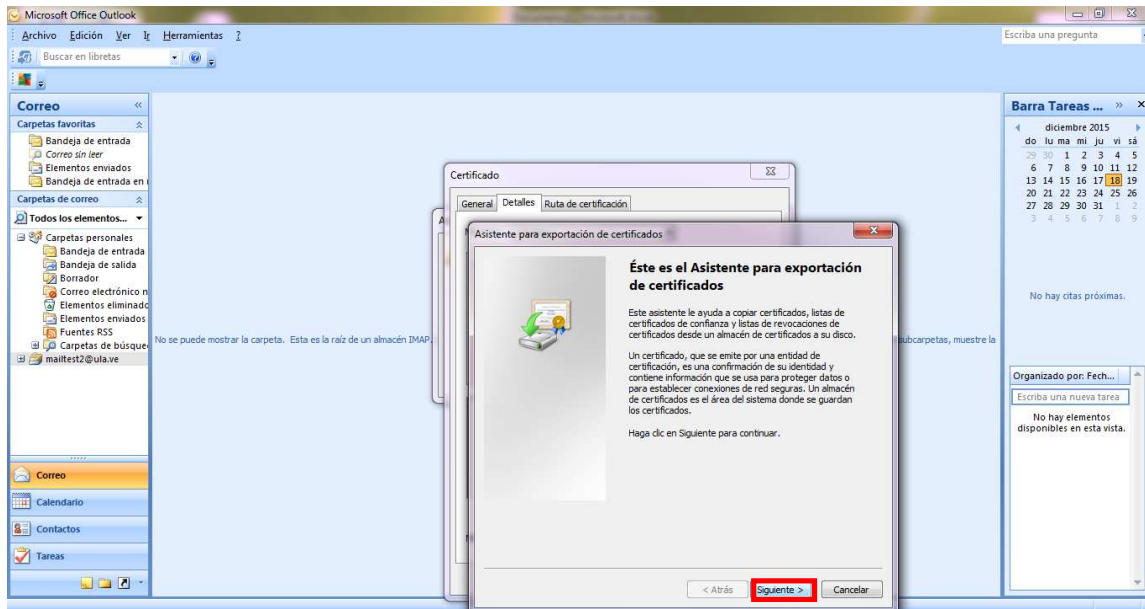 Microsoft Office Outlook
Archivo Edición Ver Ir Herramientas ?
Escriba una pregunta
Buscar en libretas
Correo
Carpetas favoritas
Bandeja de entrada
Correo sin leer
Elementos enviados
Bandeja de entrada en
Carpetas de correo
Todos los elementos...
Carpetas personales
Bandeja de entrada
Bandeja de salida
Borrador
Correo electrónico n
Elementos eliminado
Elementos enviados
Fuentes RSS
Carpetas de búsque
mailtest2@ula.ve
Correo
Calendario
Contactos
Tareas
No se puede mostrar la carpeta. Esta es la raíz de un almacén IMAP.
subcarpetas, muestre la
Certificado
General Detalles Ruta de certificación
Asistente para exportación de certificados
Éste es el Asistente para exportación
de certificados
Este asistente le ayuda a copiar certificados, listas de
certificados de confianza y listas de revocaciones de
certificados desde un almacén de certificados a su disco.
Un certificado, que se emite por una entidad de
certificación, es una confirmación de su identidad y
contiene información que se usa para proteger datos o
para establecer conexiones de red seguras. Un almacén
de certificados es el área del sistema donde se guardan
los certificados.
Haga clic en Siguiente para continuar.
< Atrás Siguiente > Cancelar
Barra Tareas ... »
diciembre 2015
do lu ma mi ju vi sá
29 30 1 2 3 4 5
6 7 8 9 10 11 12
13 14 15 16 17 18 19
20 21 22 23 24 25 26
27 28 29 30 31 1 2
3 4 5 6 7 8 9
No hay citas próximas.
Organizado por: Fech...
Escriba una nueva tarea
No hay elementos
disponibles en esta vista.